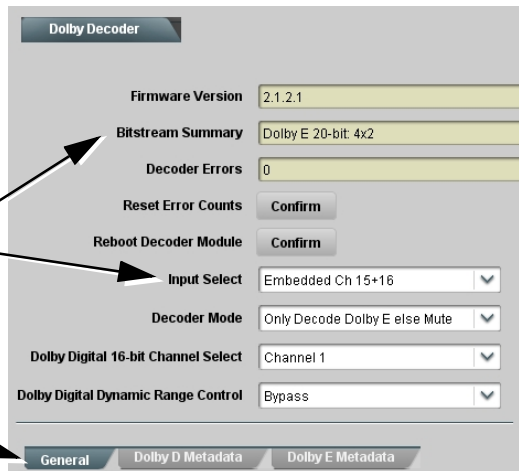 Dolby Decoder
Firmware Version 2.1.2.1
Bitstream Summary Dolby E 20-bit: 4x2
Decoder Errors 0
Reset Error Counts Confirm
Reboot Decoder Module Confirm
Input Select Embedded Ch 15+16
Decoder Mode Only Decode Dolby E else Mute
Dolby Digital 16-bit Channel Select Channel 1
Dolby Digital Dynamic Range Control Bypass
General Dolby D Metadata Dolby E Metadata